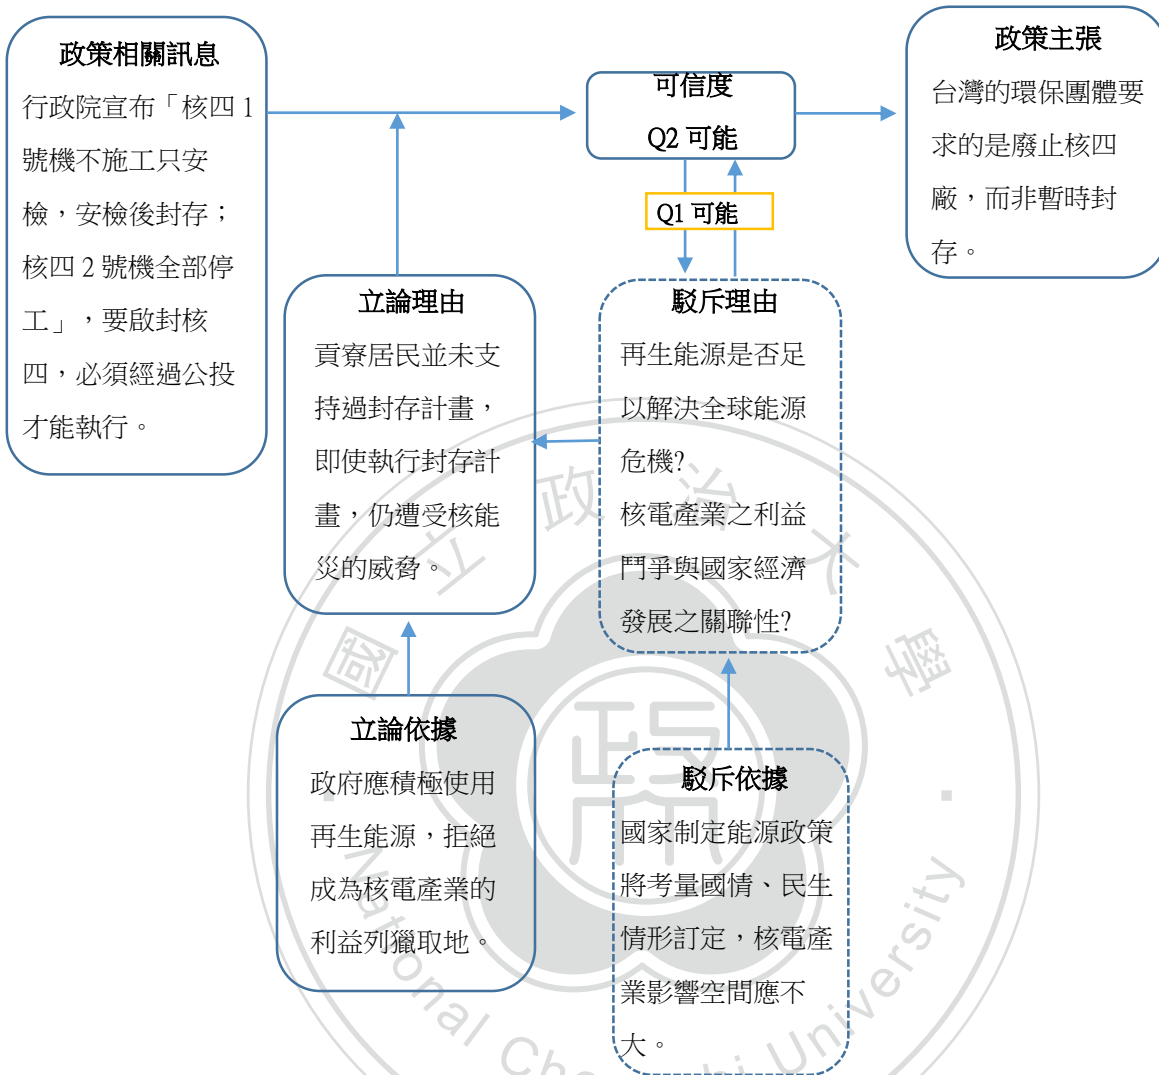 政策相關訊息
行政院宣布「核四 1
號機不施工只安
檢，安檢後封存；
核四 2 號機全部停
工」，要啟封核
四，必須經過公投
才能執行。
可信度
Q2 可能
Q1 可能
政策主張
台灣的環保團體要
求的是廢止核四
廠，而非暫時封
存。
立論理由
貢寮居民並未支
持過封存計畫，
即使執行封存計
畫，仍遭受核能
災的威脅。
駁斥理由
再生能源是否足
以解決全球能源
危機?
核電產業之利益
鬥爭與國家經濟
發展之關聯性?
立論依據
政府應積極使用
再生能源，拒絕
成為核電產業的
利益列獵取地。
駁斥依據
國家制定能源政策
將考量國情、民生
情形訂定，核電產
業影響空間應不
大。
國立政治大學
National Chengchi University